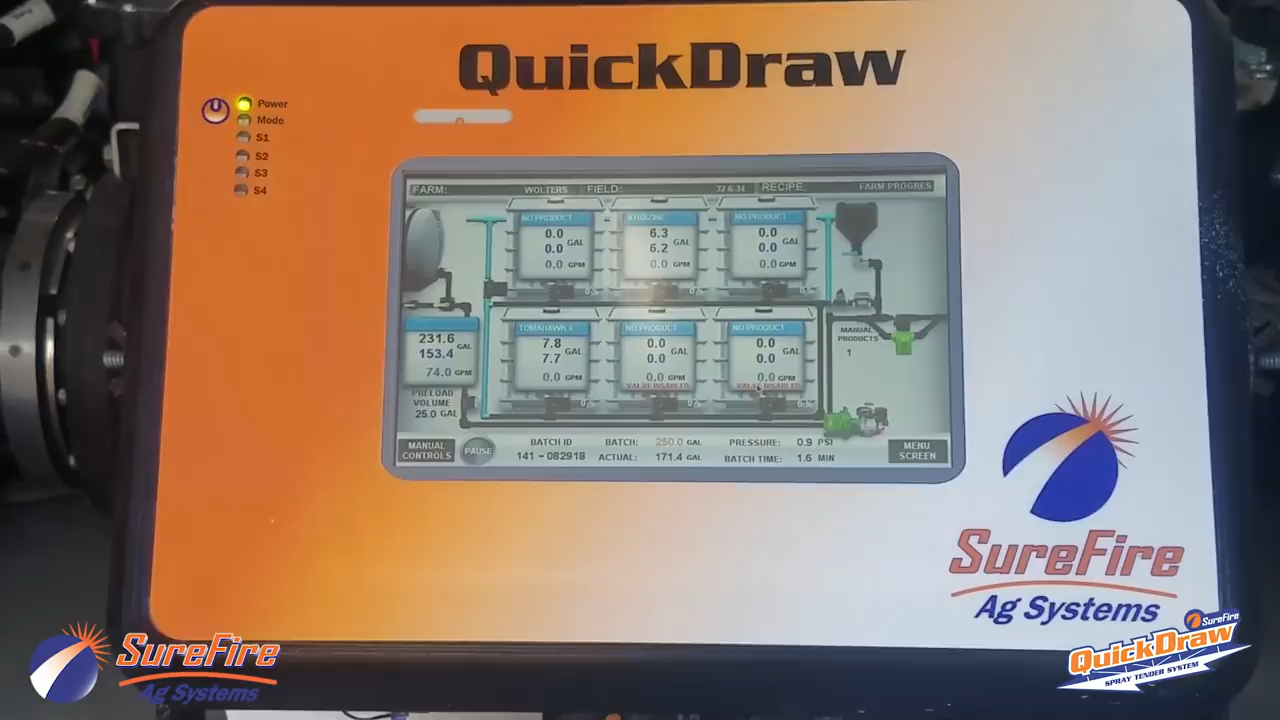 QuickDraw
Power
Mode
S1
S2
S3
S4
FARM: WOLTERS FIELD: 32.6.34 RECIPE: FARM PROGRES
NO PRODUCT
0.0
0.0 GAL
0.0 GPM
6.3
6.2 GAL
0.0 GPM
NO PRODUCT
0.0
0.0 GAL
0.0 GPM
231.6
153.4 GAL
74.0 GPM
PRELOAD
VOLUME
25.0 GAL
TOMAHAWK 4
7.8
7.7 GAL
0.0 GPM
NO PRODUCT
0.0
0.0 GAL
0.0 GPM
VALVE DISABLED
NO PRODUCT
0.0
0.0 GAL
0.0 GPM
VALVE DISABLED
MANUAL
PRODUCTS
1
MANUAL
CONTROLS
PAUSE
BATCH ID
141 - 082918
BATCH: 250.0 GAL
ACTUAL: 171.4 GAL
PRESSURE: 0.9 PSI
BATCH TIME: 1.6 MIN
MENU
SCREEN
SureFire
Ag Systems
SureFire
Ag Systems
SureFire
QuickDraw
SPRAY TENDER SYSTEM